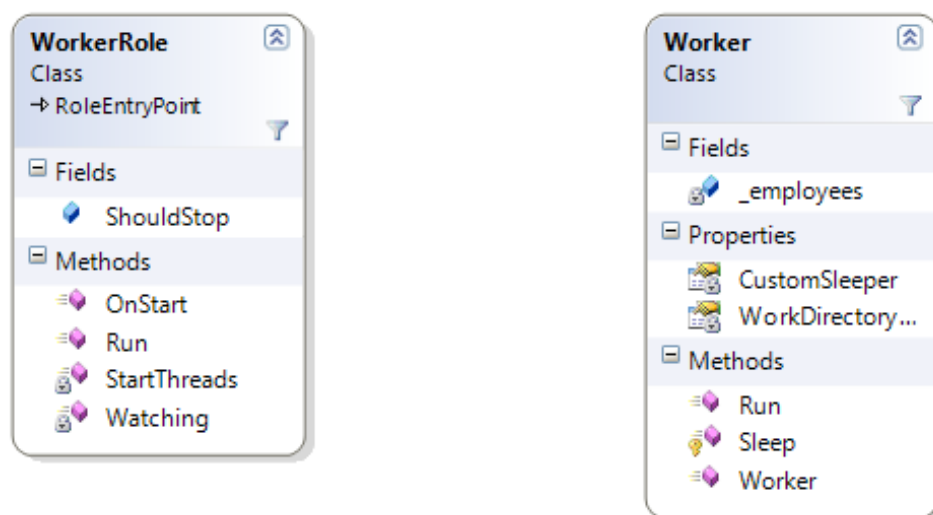 WorkerRole
Class
RoleEntryPoint
Fields
ShouldStop
Methods
OnStart
Run
StartThreads
Watching
Worker
Class
Fields
_employees
Properties
CustomSleeper
WorkDirectory...
Methods
Run
Sleep
Worker